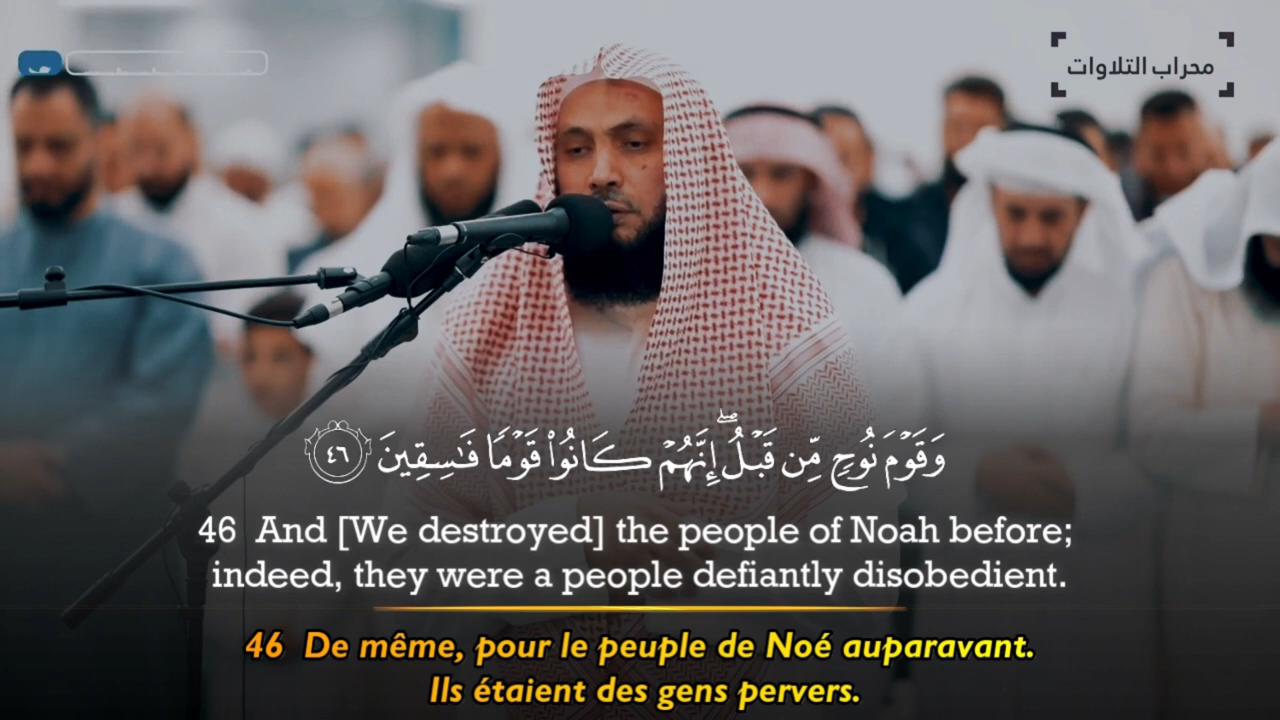 محراب التلاوات
وَقَوْمَ نُوحٍ مِّن قَبْلُ ۖ إِنَّهُمْ كَانُوا۟ قَوْمًا فَـٰسِقِينَ ٤٦
46 And [We destroyed] the people of Noah before;
indeed, they were a people defiantly disobedient.
46 De même, pour le peuple de Noé auparavant.
Ils étaient des gens pervers.